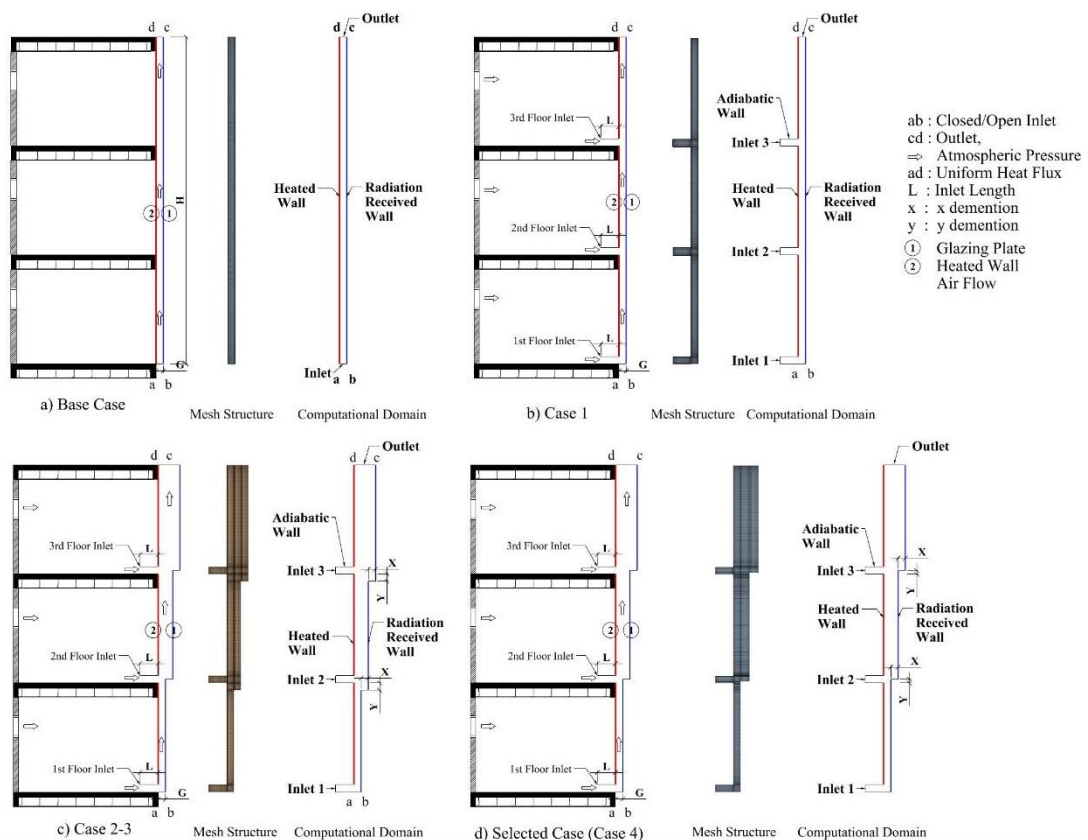 d c
H
2 1
G
a b
a) Base Case
Mesh Structure
Outlet
d c
Heated
Wall
Radiation
Received
Wall
Inlet
a b
Computational Domain
d c
3rd Floor Inlet
L
2 1
2nd Floor Inlet
L
1st Floor Inlet
L
G
a b
b) Case 1
Mesh Structure
Outlet
d c
Adiabatic
Wall
Inlet 3
Heated
Wall
Radiation
Received
Wall
Inlet 2
Inlet 1
a b
Computational Domain
ab : Closed/Open Inlet
cd : Outlet,
⇨ Atmospheric Pressure
ad : Uniform Heat Flux
L : Inlet Length
x : x demention
y : y demention
1 Glazing Plate
2 Heated Wall
Air Flow
d c
3rd Floor Inlet
L
2 1
2nd Floor Inlet
L
1st Floor Inlet
L
G
a b
c) Case 2-3
Mesh Structure
Outlet
d c
Adiabatic
Wall
Inlet 3
X
Y
Heated
Wall
Radiation
Received
Wall
Inlet 2
X
Y
Inlet 1
a b
Computational Domain
d c
3rd Floor Inlet
L
2 1
2nd Floor Inlet
L
1st Floor Inlet
L
G
a b
d) Selected Case (Case 4)
Mesh Structure
Outlet
d c
Adiabatic
Wall
Inlet 3
X
Y
Heated
Wall
Radiation
Received
Wall
Inlet 2
X
Y
Inlet 1
a b
Computational Domain